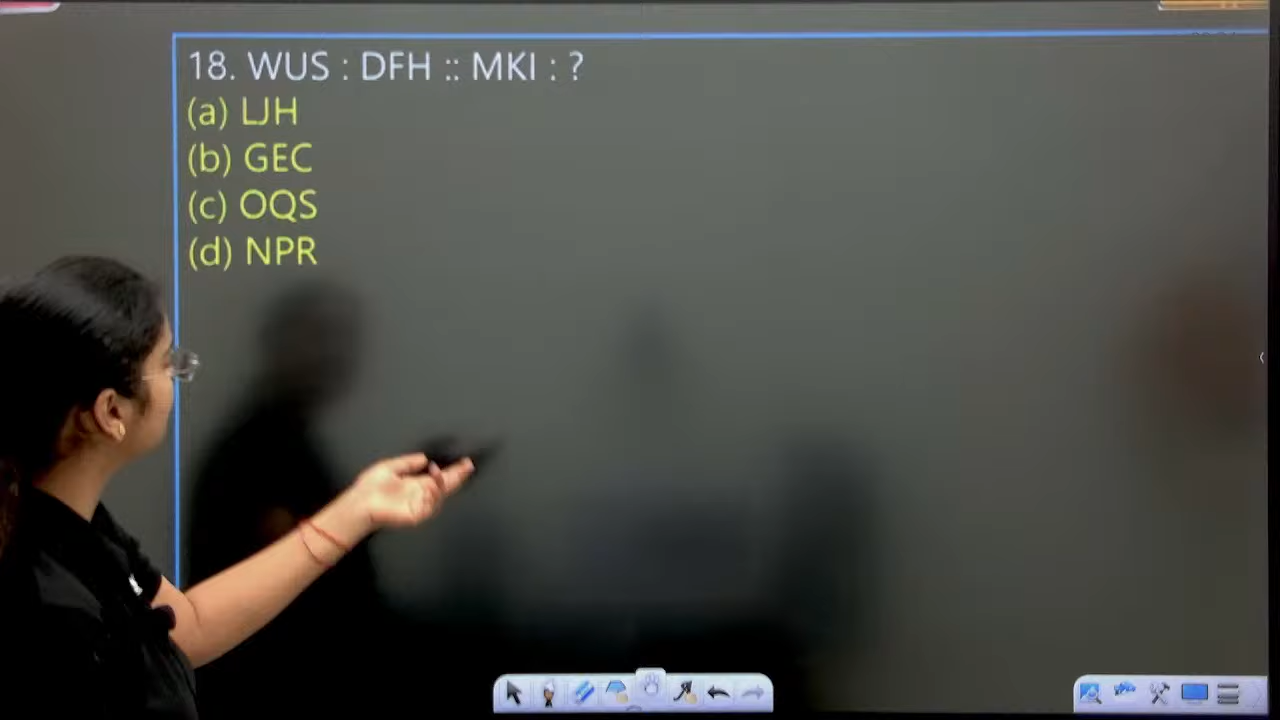 18. WUS : DFH :: MKI : ?
(a) LJH
(b) GEC
(c) OQS
(d) NPR